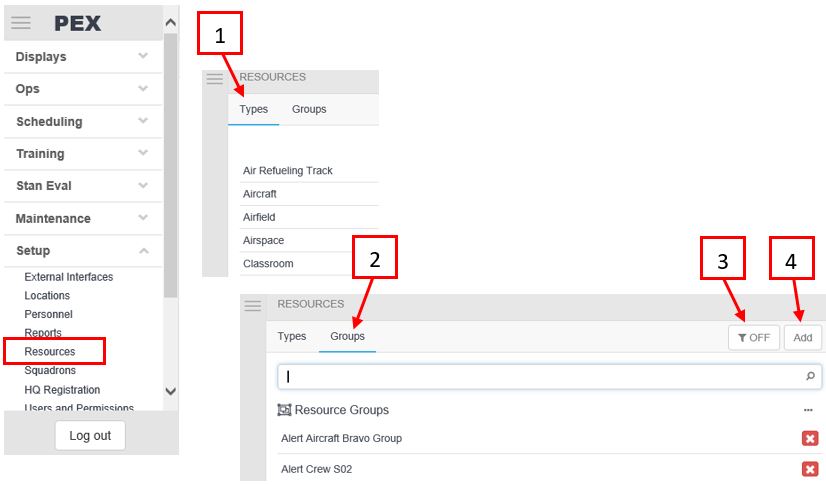 PEX
Displays
Ops
Scheduling
Training
Stan Eval
Maintenance
Setup
External Interfaces
Locations
Personnel
Reports
Resources
Squadrons
HQ Registration
Users and Permissions
Log out
1
RESOURCES
Types Groups
Air Refueling Track
Aircraft
Airfield
Airspace
Classroom
2
3
4
RESOURCES
Types Groups OFF Add
Resource Groups ...
Alert Aircraft Bravo Group
Alert Crew S02